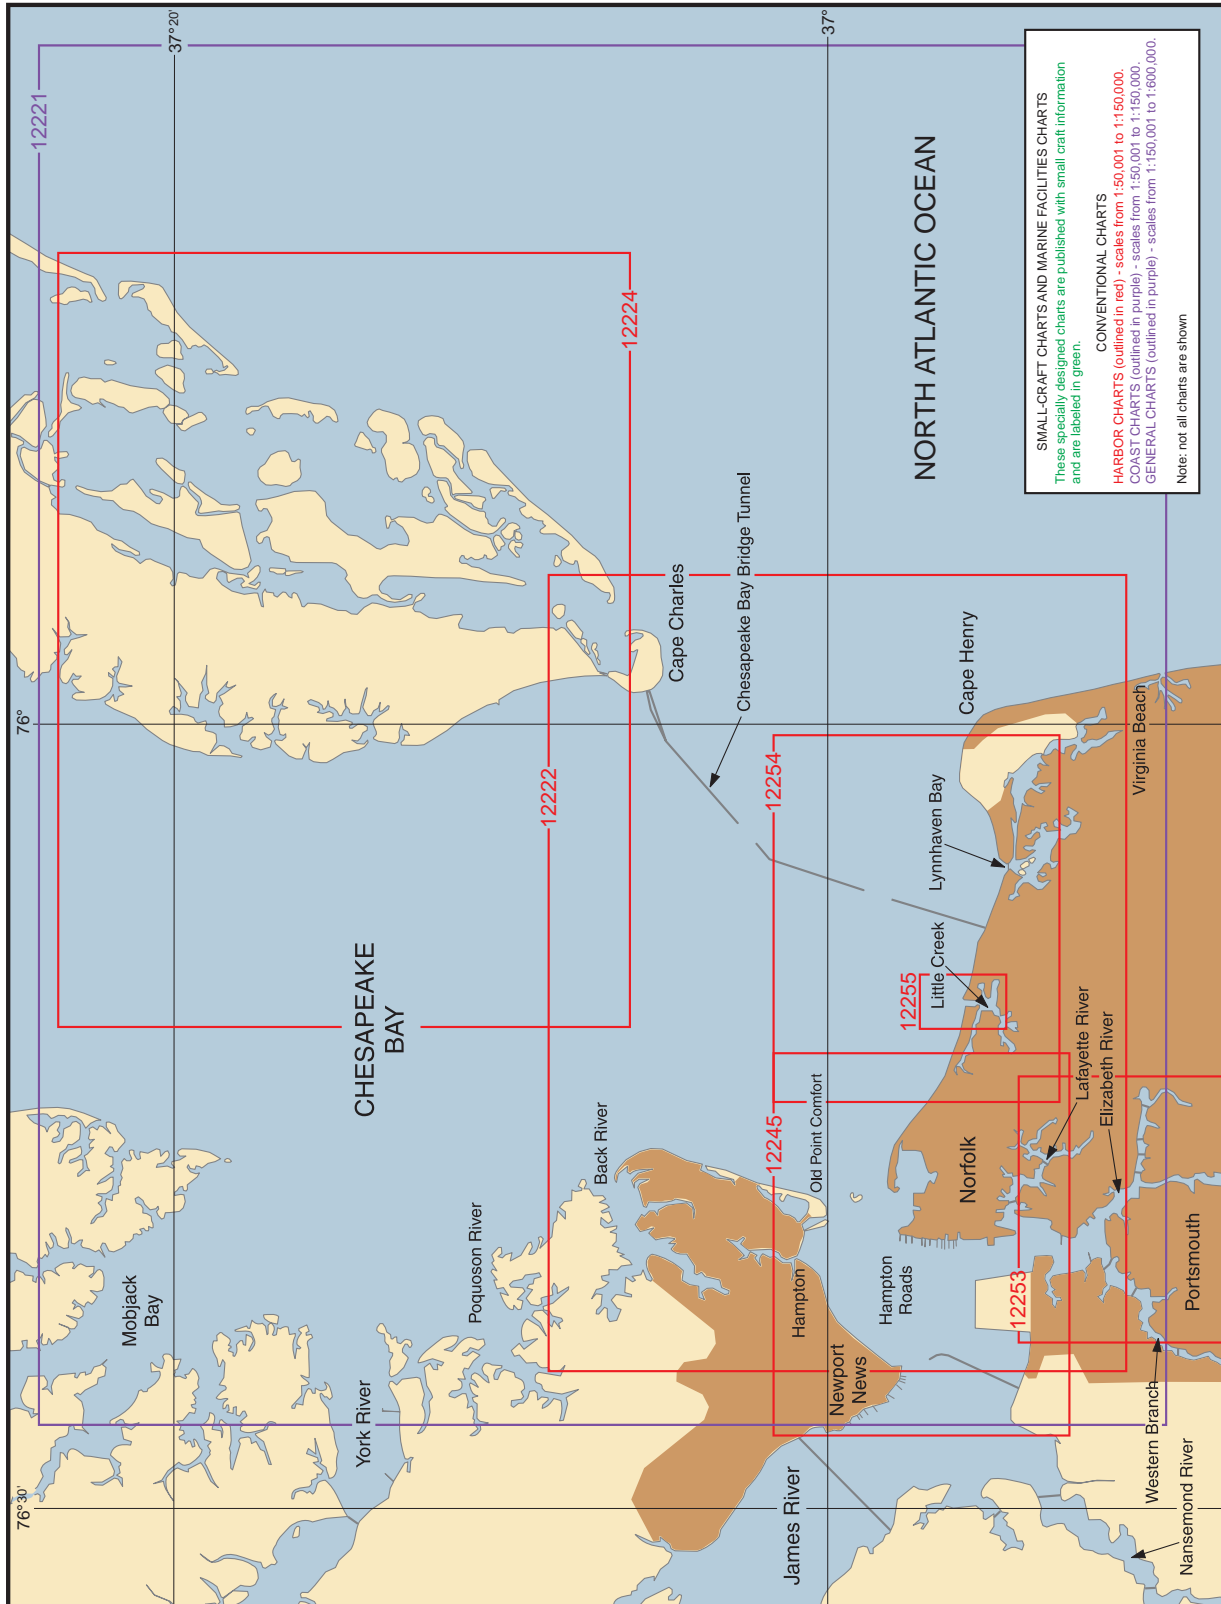 76°30'
76°
12221
37°20'
37°
CHESAPEAKE
BAY
NORTH ATLANTIC OCEAN
Mobjack
Bay
York River
Poquoson River
Back River
12222
12224
Cape Charles
Chesapeake Bay Bridge Tunnel
12254
12245
Old Point Comfort
Hampton
Newport
News
James River
Hampton
Roads
12255
Little Creek
Lynnhaven Bay
Cape Henry
Norfolk
12253
Lafayette River
Elizabeth River
Virginia Beach
Portsmouth
Western Branch
Nansemond River
SMALL-CRAFT CHARTS AND MARINE FACILITIES CHARTS
These specially designed charts are published with small craft information
and are labeled in green.
CONVENTIONAL CHARTS
HARBOR CHARTS (outlined in red) - scales from 1:50,001 to 1:150,000.
COAST CHARTS (outlined in purple) - scales from 1:50,001 to 1:150,000.
GENERAL CHARTS (outlined in purple) - scales from 1:150,001 to 1:600,000.
Note: not all charts are shown